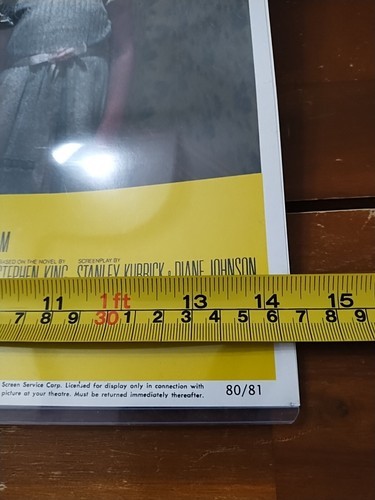 M
BASED ON THE NOVEL BY SCREENPLAY BY
STEPHEN KING STANLEY KUBRICK & DIANE JOHNSON
11 1ft 13 14 15
7 8 9 30 1 2 3 4 5 6 7 8 9
Screen Service Corp. Licensed for display only in connection with
picture at your theatre. Must be returned immediately thereafter.
80/81